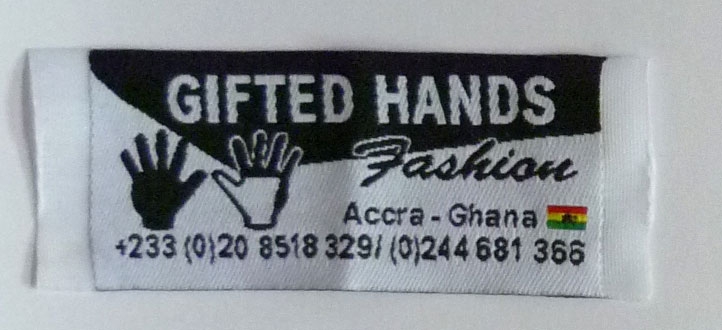 GIFTED HANDS
Fashion
Accra - Ghana
+233 (0)20 8518 329/ (0)244 681 366